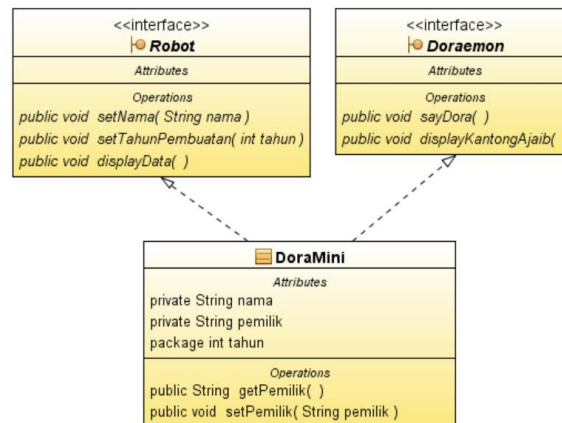 <<interface>>
Robot
Attributes
Operations
public void setNama( String nama )
public void setTahunPembuatan( int tahun )
public void displayData( )
<<interface>>
Doraemon
Attributes
Operations
public void sayDora( )
public void displayKantongAjaib(
DoraMini
Attributes
private String nama
private String pemilik
package int tahun
Operations
public String getPemilik( )
public void setPemilik( String pemilik )